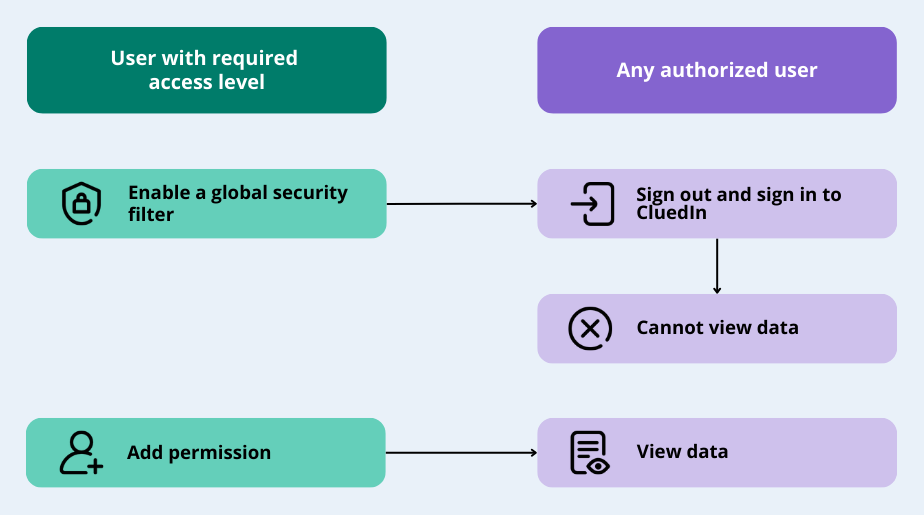 User with required
access level
Any authorized user
Enable a global security
filter
Sign out and sign in to
CluedIn
Cannot view data
Add permission
View data